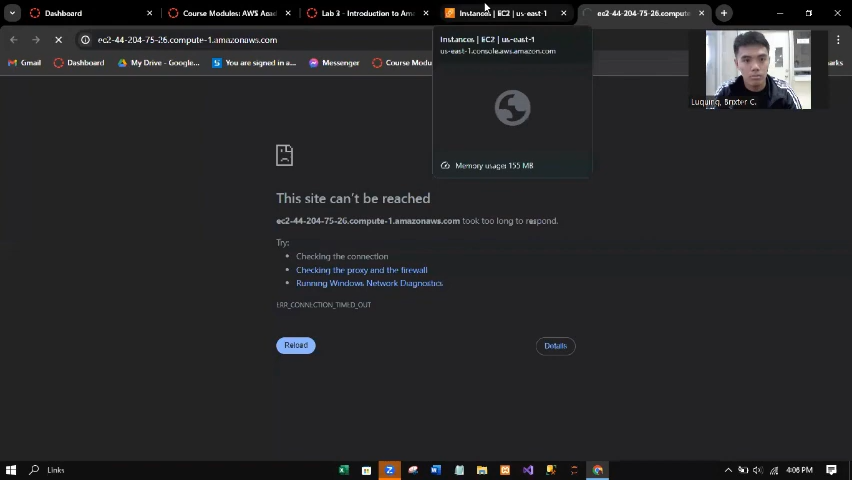 Dashboard
Course Modules: AWS Acad
Lab 3 - Introduction to Ama
Instances | EC2 | us-east-1
ec2-44-204-75-26.compute-1
ec2-44-204-75-26.compute-1.amazonaws.com
Instances | EC2 | us-east-1
us-east-1.console.aws.amazon.com
Gmail
Dashboard
My Drive - Google...
You are signed in a...
Messenger
Course Modu
marks
Memory usage: 155 MB
Luquing, Brixter C.
This site can't be reached
ec2-44-204-75-26.compute-1.amazonaws.com took too long to respond.
Try:
• Checking the connection
• Checking the proxy and the firewall
• Running Windows Network Diagnostics
ERR_CONNECTION_TIMED_OUT
Reload
Details
Links
4:06 PM